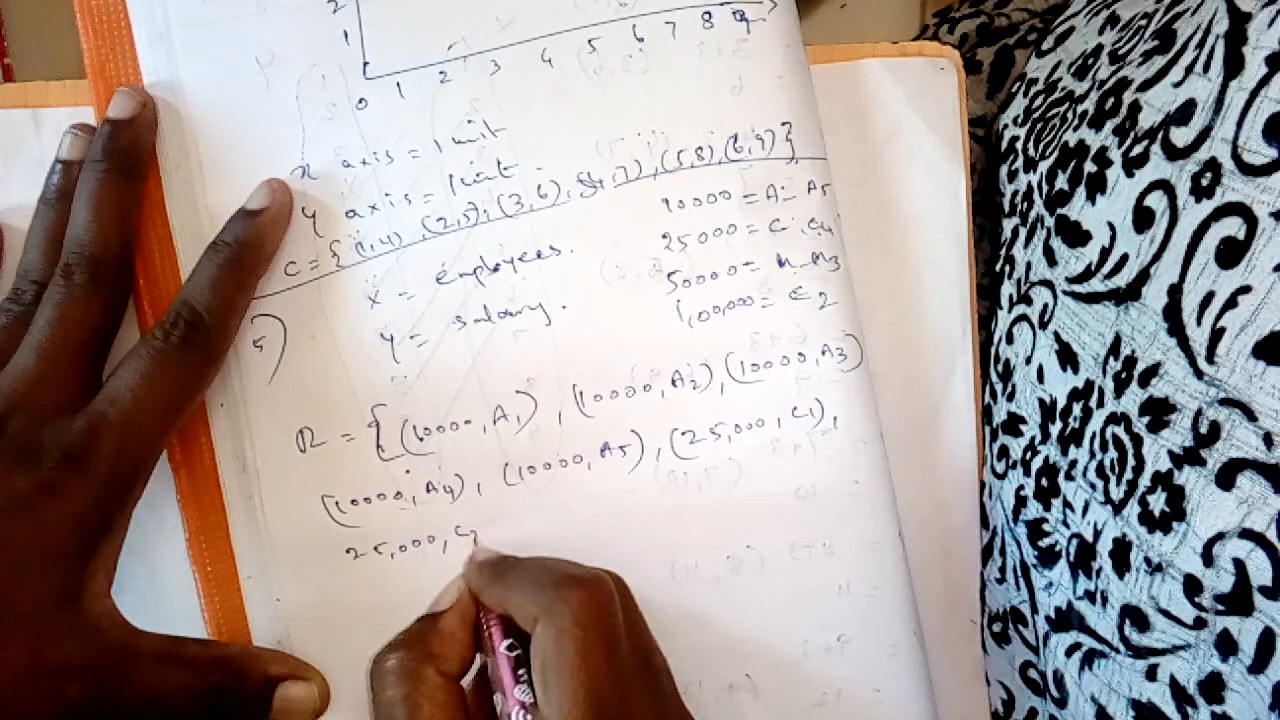 2
1
0 1 2 3 4 5 6 7 8 9
x axis = 1 unit
y axis = 1 unit
C = { (1,4), (2,5), (3,6), (4,7), (5,8), (6,9) }
5)
x = employees.
y = salary.
10000 = A1 - A5
25000 = C1 C4
50000 = M1 - M3
1,00,000 = E2
R = { (10000, A1), (10000, A2), (10000, A3)
(10000, A4), (10000, A5), (25,000, C1),
25,000, C2